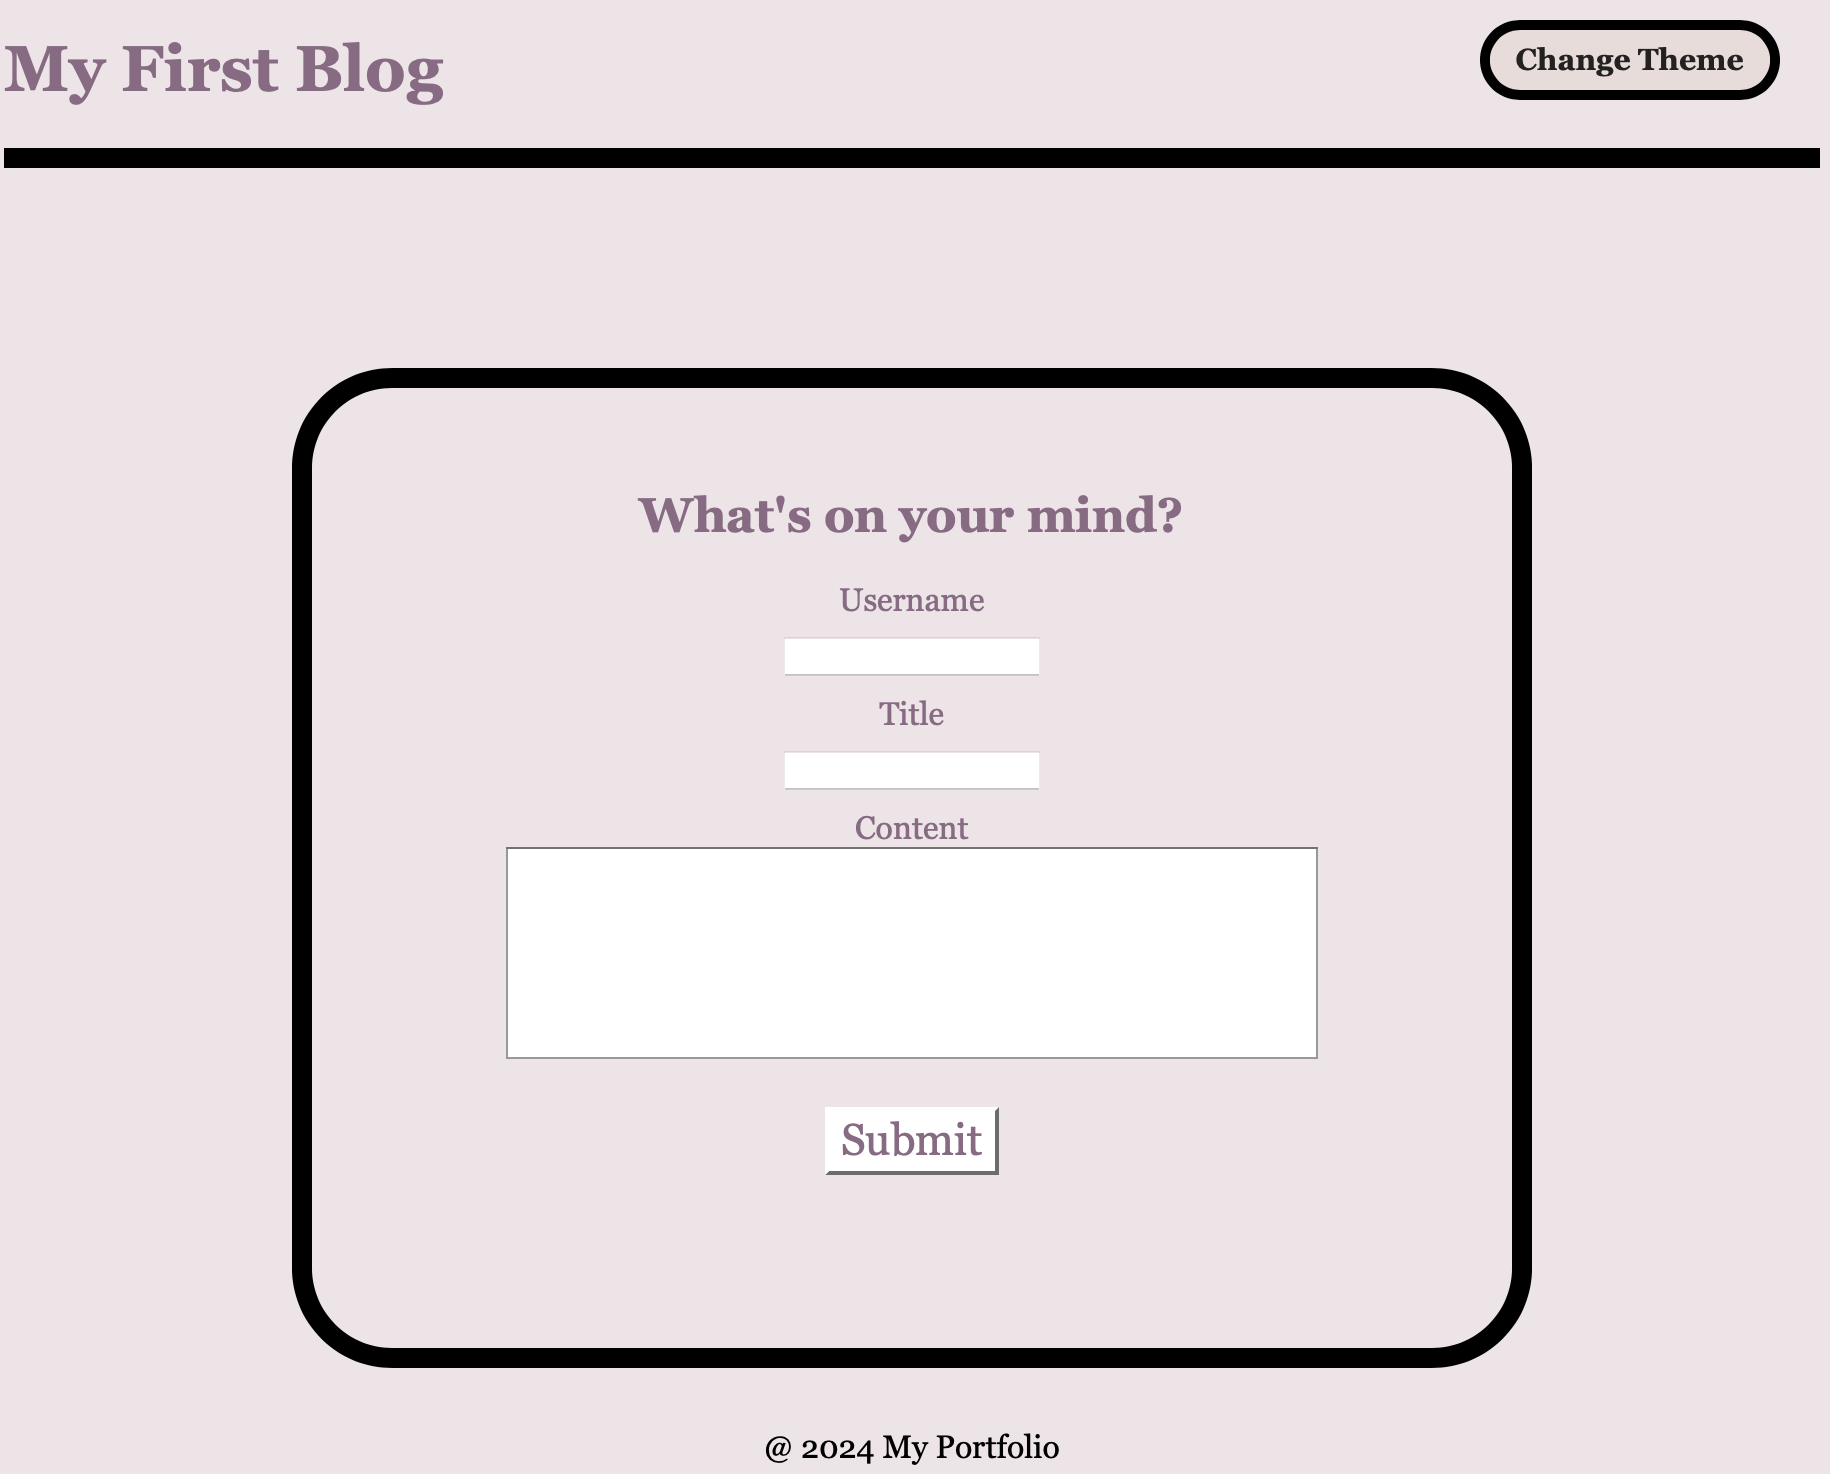 My First Blog
Change Theme
What's on your mind?
Username
Title
Content
Submit
@ 2024 My Portfolio